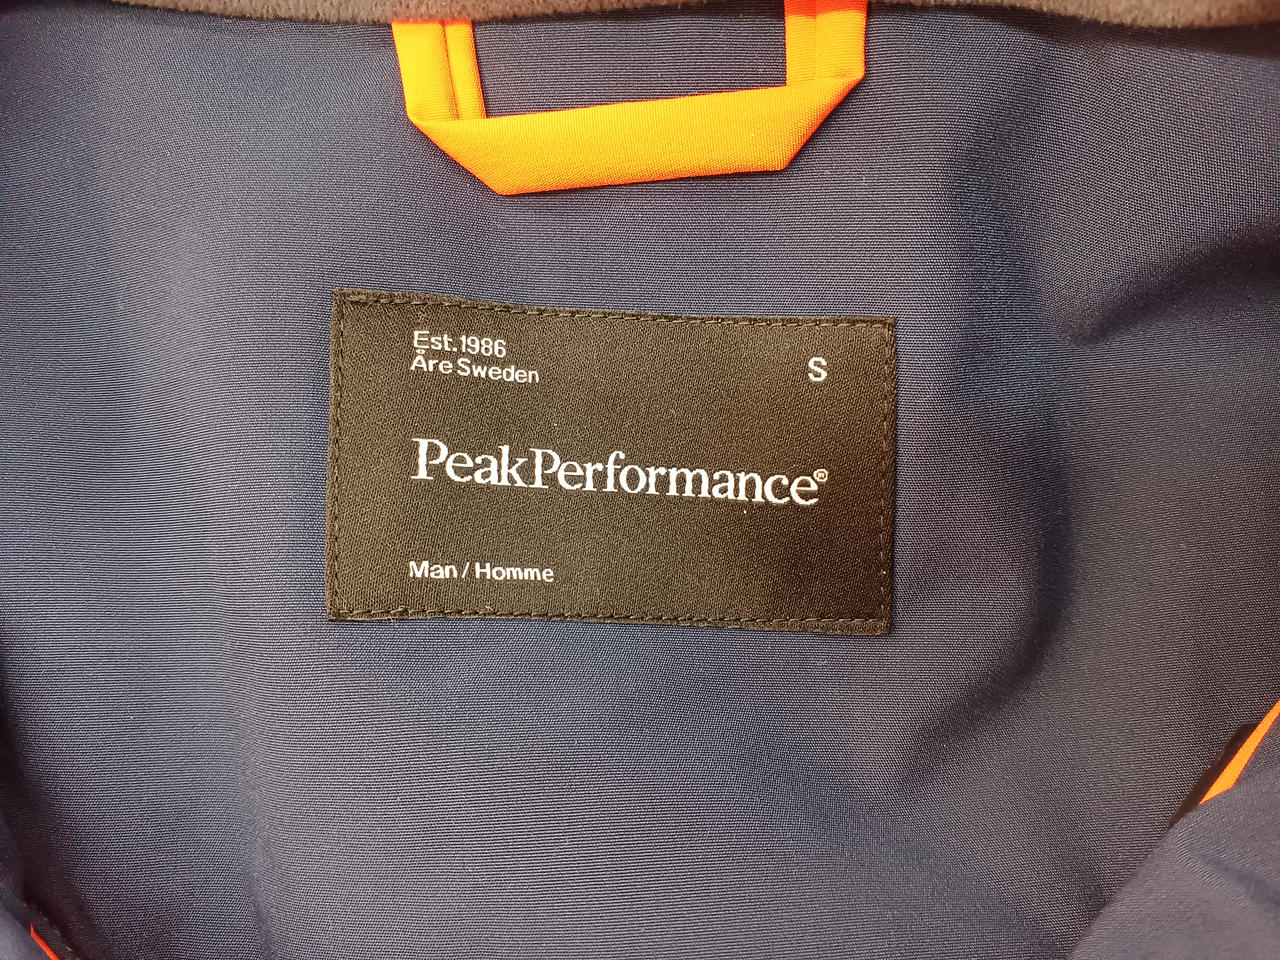 Est.1986
Åre Sweden
S
PeakPerformance®
Man / Homme